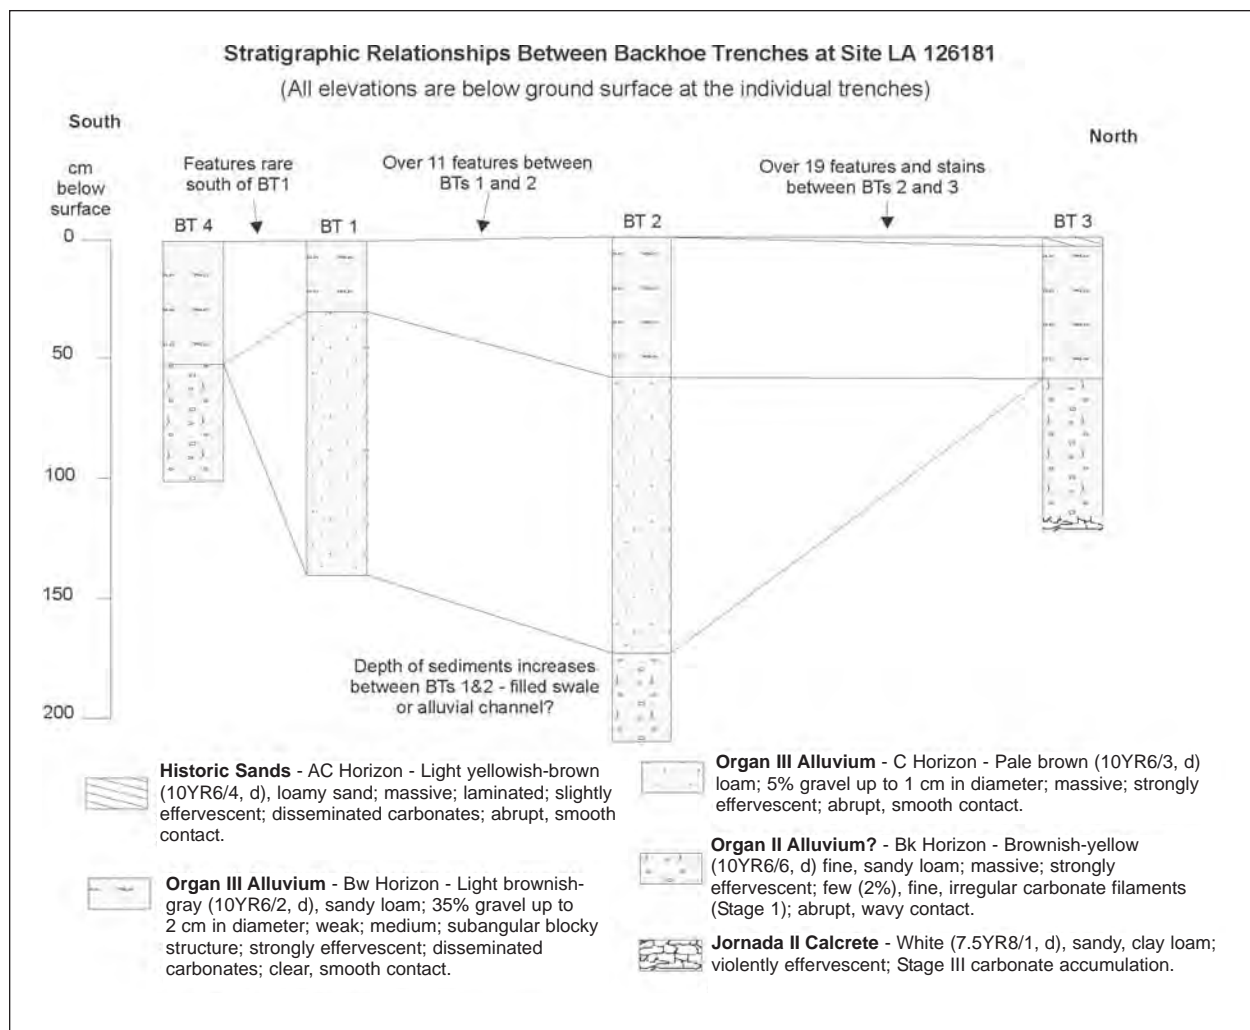 Stratigraphic Relationships Between Backhoe Trenches at Site LA 126181
(All elevations are below ground surface at the individual trenches)
South
North
cm
below
surface
Features rare
south of BT1
Over 11 features between
BTs 1 and 2
Over 19 features and stains
between BTs 2 and 3
BT 4
BT 1
BT 2
BT 3
0
50
100
150
200
Depth of sediments increases
between BTs 1&2 - filled swale
or alluvial channel?
Historic Sands - AC Horizon - Light yellowish-brown
(10YR6/4, d), loamy sand; massive; laminated; slightly
effervescent; disseminated carbonates; abrupt, smooth
contact.
Organ III Alluvium - Bw Horizon - Light brownish-
gray (10YR6/2, d), sandy loam; 35% gravel up to
2 cm in diameter; weak; medium; subangular blocky
structure; strongly effervescent; disseminated
carbonates; clear, smooth contact.
Organ III Alluvium - C Horizon - Pale brown (10YR6/3, d)
loam; 5% gravel up to 1 cm in diameter; massive; strongly
effervescent; abrupt, smooth contact.
Organ II Alluvium? - Bk Horizon - Brownish-yellow
(10YR6/6, d) fine, sandy loam; massive; strongly
effervescent; few (2%), fine, irregular carbonate filaments
(Stage 1); abrupt, wavy contact.
Jornada II Calcrete - White (7.5YR8/1, d), sandy, clay loam;
violently effervescent; Stage III carbonate accumulation.